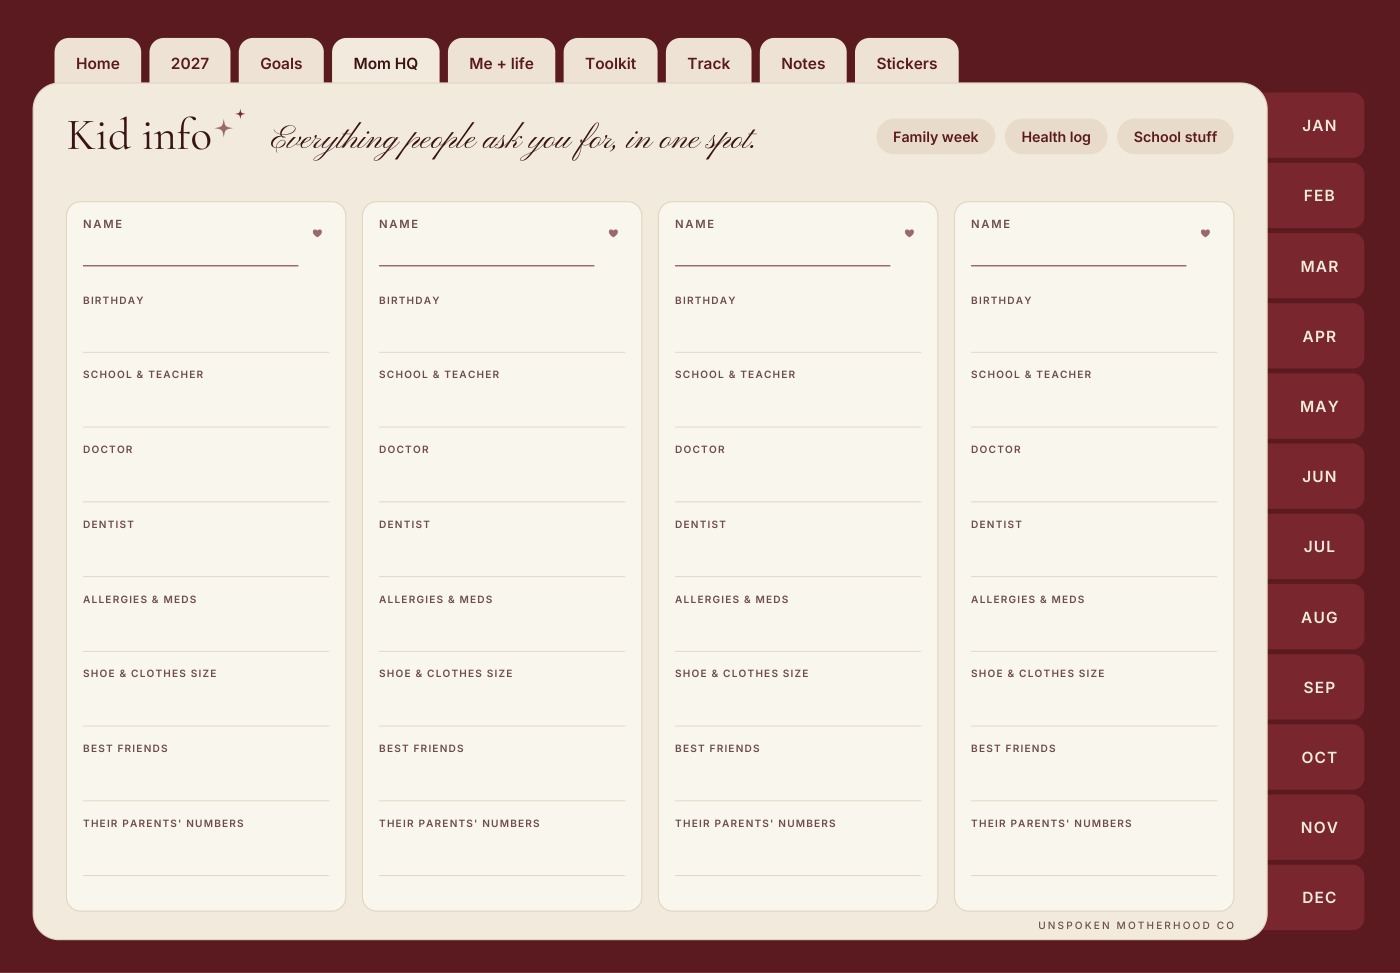 Home 2027 Goals Mom HQ Me + life Toolkit Track Notes Stickers
Kid info Everything people ask you for, in one spot. Family week Health log School stuff
NAME NAME NAME NAME
BIRTHDAY BIRTHDAY BIRTHDAY BIRTHDAY
SCHOOL & TEACHER SCHOOL & TEACHER SCHOOL & TEACHER SCHOOL & TEACHER
DOCTOR DOCTOR DOCTOR DOCTOR
DENTIST DENTIST DENTIST DENTIST
ALLERGIES & MEDS ALLERGIES & MEDS ALLERGIES & MEDS ALLERGIES & MEDS
SHOE & CLOTHES SIZE SHOE & CLOTHES SIZE SHOE & CLOTHES SIZE SHOE & CLOTHES SIZE
BEST FRIENDS BEST FRIENDS BEST FRIENDS BEST FRIENDS
THEIR PARENTS' NUMBERS THEIR PARENTS' NUMBERS THEIR PARENTS' NUMBERS THEIR PARENTS' NUMBERS
UNSPOKEN MOTHERHOOD CO
JAN
FEB
MAR
APR
MAY
JUN
JUL
AUG
SEP
OCT
NOV
DEC